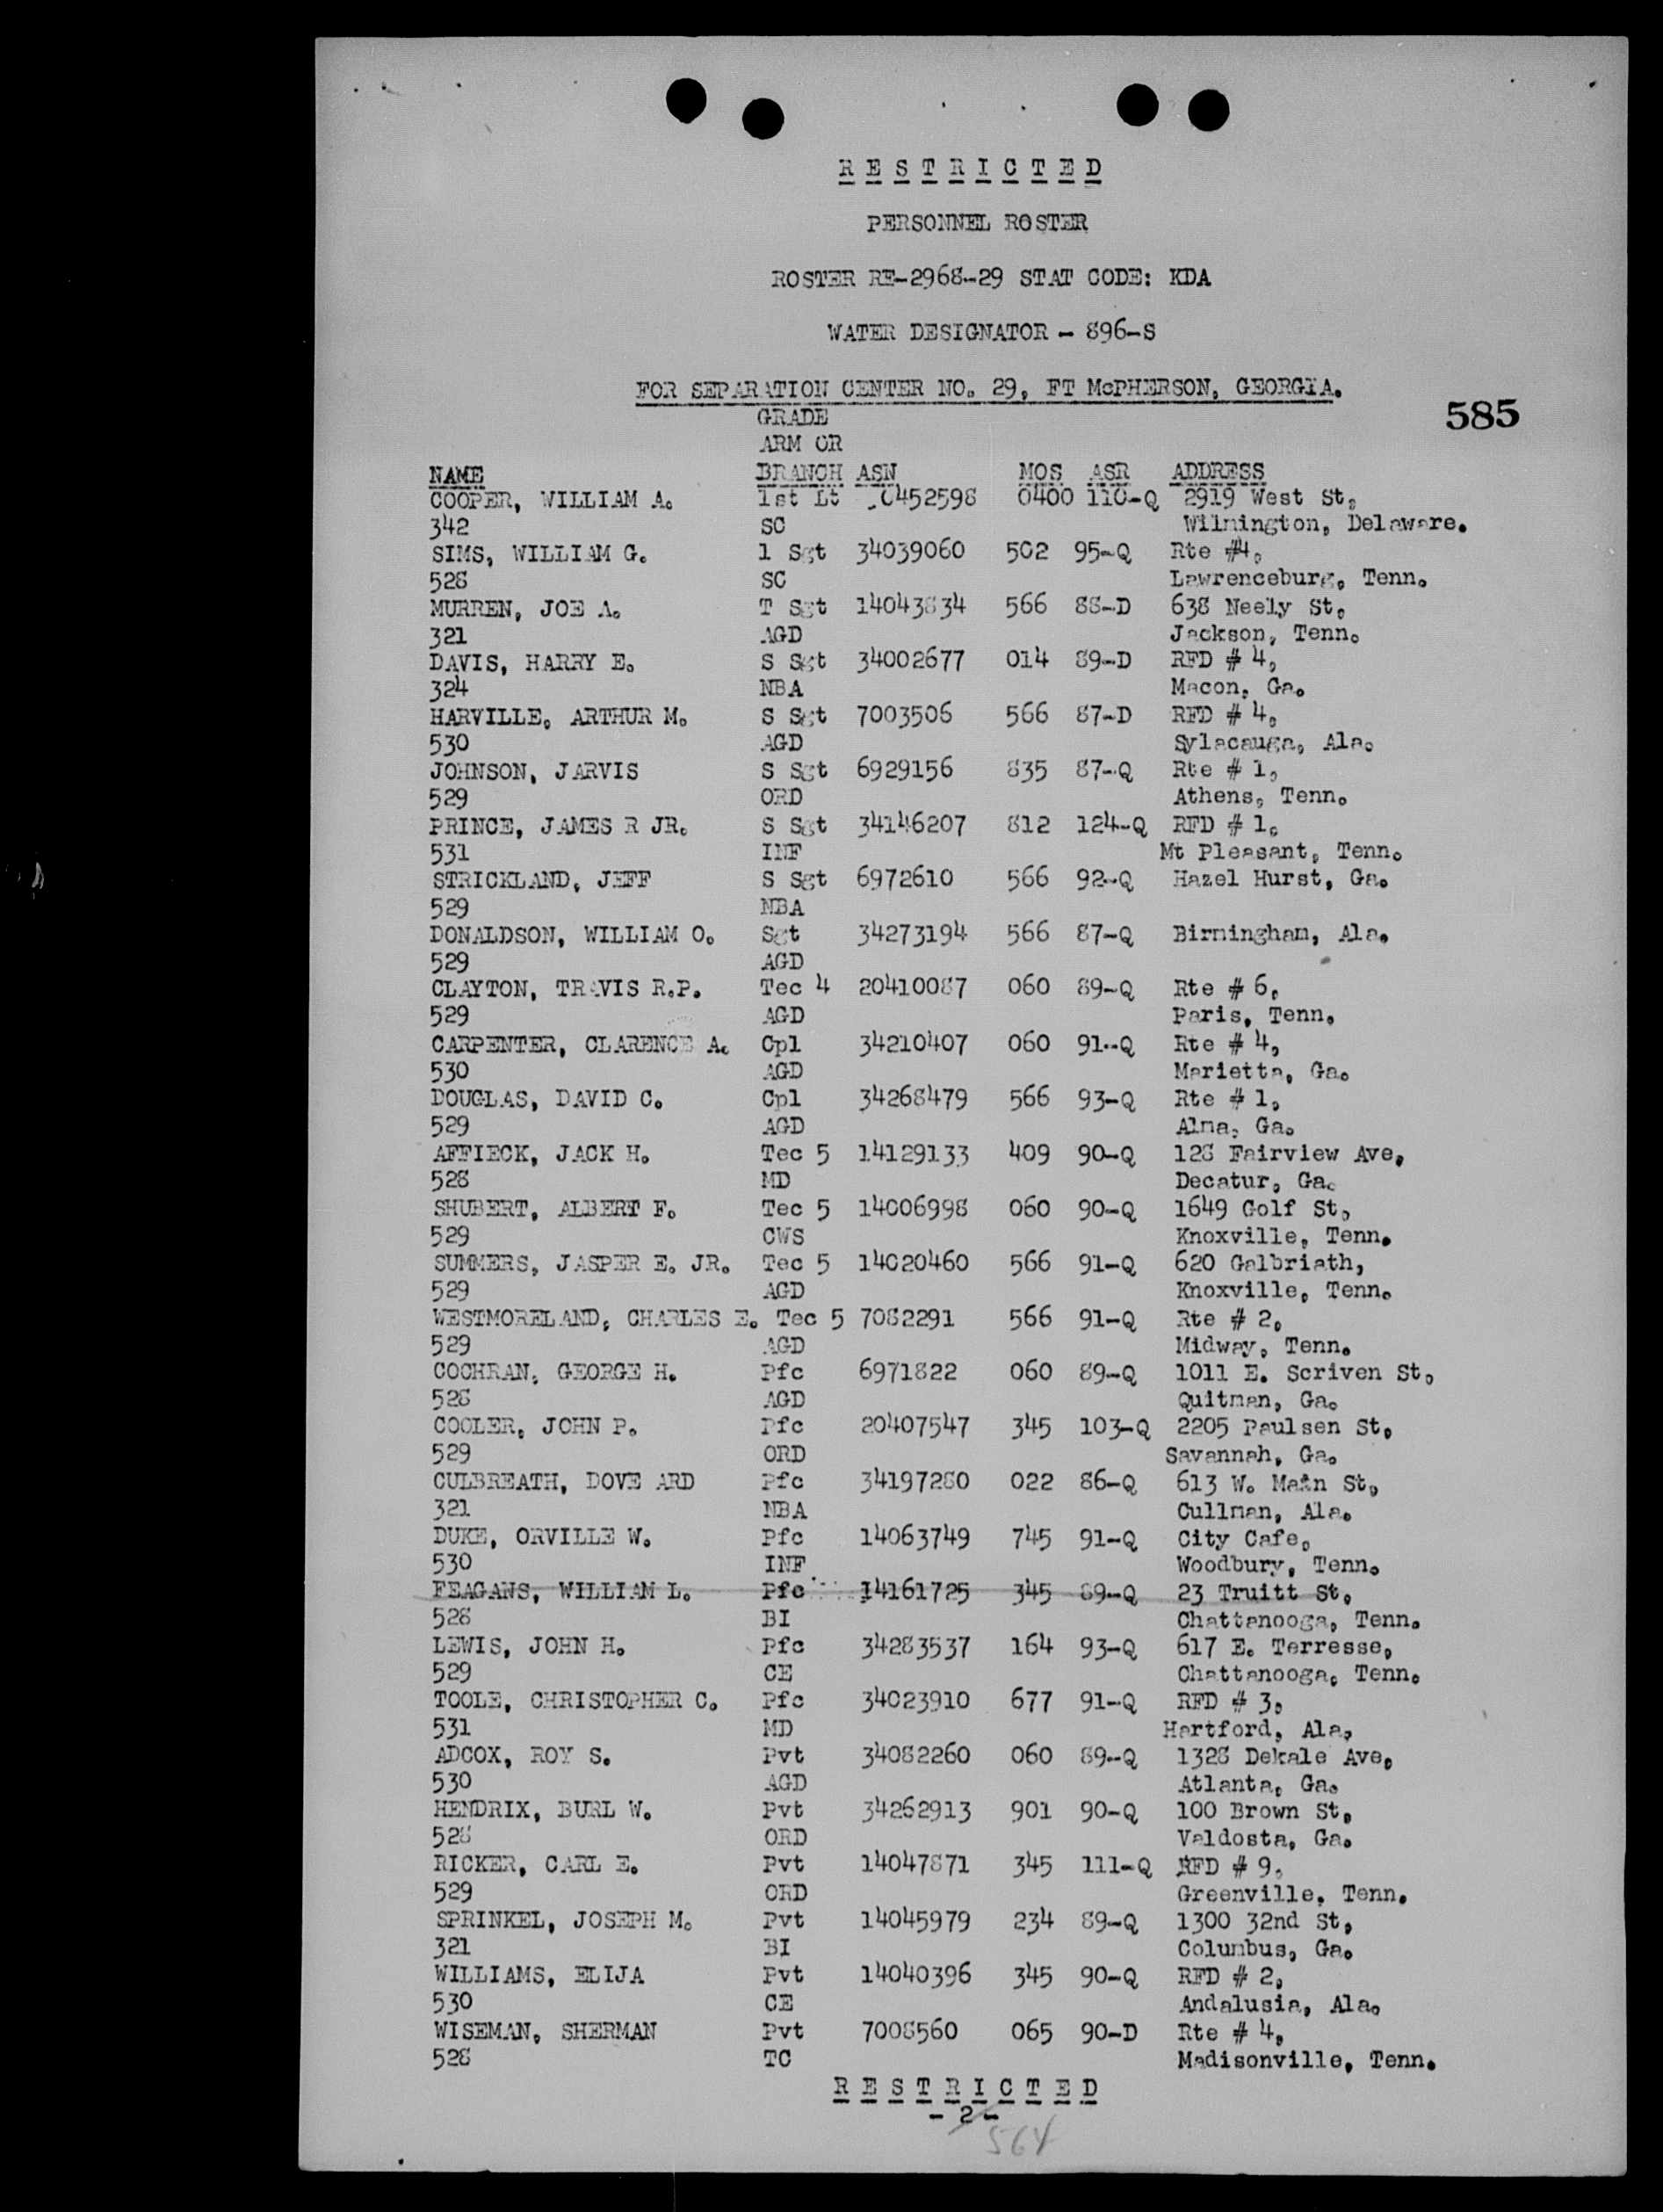 R E S T R I C T E D
PERSONNEL ROSTER
ROSTER RE-2968-29 STAT CODE: KDA
WATER DESIGNATOR - 896-S
FOR SEPARATION CENTER NO. 29, FT McPHERSON, GEORGIA.
585
GRADE
ARM OR
NAME BRANCH ASN MOS ASR ADDRESS
COOPER, WILLIAM A. 1st Lt 0452598 0400 110-Q 2919 West St,
342 SC Wilmington, Delaware.
SIMS, WILLIAM G. 1 Sgt 34039060 502 95-Q Rte #4,
528 SC Lawrenceburg, Tenn.
MURREN, JOE A. T Sgt 14043834 566 88-D 638 Neely St,
321 AGD Jackson, Tenn.
DAVIS, HARRY E. S Sgt 34002677 014 89-D RFD # 4,
324 NBA Macon, Ga.
HARVILLE, ARTHUR M. S Sgt 7003506 566 87-D RFD # 4,
530 AGD Sylacauga, Ala.
JOHNSON, JARVIS S Sgt 6929156 835 87-Q Rte # 1,
529 ORD Athens, Tenn.
PRINCE, JAMES R JR. S Sgt 34146207 812 124-Q RFD # 1,
531 INF Mt Pleasant, Tenn.
STRICKLAND, JEFF S Sgt 6972610 566 92-Q Hazel Hurst, Ga.
529 NBA
DONALDSON, WILLIAM O. Sgt 34273194 566 87-Q Birmingham, Ala.
529 AGD
CLAYTON, TRAVIS R.P. Tec 4 20410087 060 89-Q Rte # 6,
529 AGD Paris, Tenn.
CARPENTER, CLARENCE A. Cpl 34210407 060 91-Q Rte # 4,
530 AGD Marietta, Ga.
DOUGLAS, DAVID C. Cpl 34268479 566 93-Q Rte # 1,
529 AGD Alma, Ga.
AFFIECK, JACK H. Tec 5 14129133 409 90-Q 128 Fairview Ave,
528 MD Decatur, Ga.
SHUBERT, ALBERT F. Tec 5 14006998 060 90-Q 1649 Golf St,
529 CWS Knoxville, Tenn.
SUMMERS, JASPER E. JR. Tec 5 14020460 566 91-Q 620 Galbriath,
529 AGD Knoxville, Tenn.
WESTMORELAND, CHARLES E. Tec 5 7082291 566 91-Q Rte # 2,
529 AGD Midway, Tenn.
COCHRAN, GEORGE H. Pfc 6971822 060 89-Q 1011 E. Scriven St,
528 AGD Quitman, Ga.
COOLER, JOHN P. Pfc 20407547 345 103-Q 2205 Paulsen St,
529 ORD Savannah, Ga.
CULBREATH, DOVE ARD Pfc 34197280 022 86-Q 613 W. Main St,
321 NBA Cullman, Ala.
DUKE, ORVILLE W. Pfc 14063749 745 91-Q City Cafe,
530 INF Woodbury, Tenn.
FEAGANS, WILLIAM L. Pfc 14161725 345 89-Q 23 Truitt St,
528 BI Chattanooga, Tenn.
LEWIS, JOHN H. Pfc 34283537 164 93-Q 617 E. Terresse,
529 CE Chattanooga, Tenn.
TOOLE, CHRISTOPHER C. Pfc 34023910 677 91-Q RFD # 3,
531 MD Hartford, Ala,
ADCOX, ROY S. Pvt 34082260 060 89-Q 1328 Dekale Ave,
530 AGD Atlanta, Ga.
HENDRIX, BURL W. Pvt 34262913 901 90-Q 100 Brown St,
528 ORD Valdosta, Ga.
RICKER, CARL E. Pvt 14047871 345 111-Q RFD # 9,
529 ORD Greenville, Tenn.
SPRINKEL, JOSEPH M. Pvt 14045979 234 89-Q 1300 32nd St,
321 BI Columbus, Ga.
WILLIAMS, ELIJA Pvt 14040396 345 90-Q RFD # 2,
530 CE Andalusia, Ala.
WISEMAN, SHERMAN Pvt 7008560 065 90-D Rte # 4,
528 TC Madisonville, Tenn.
R E S T R I C T E D
- 2 -
564